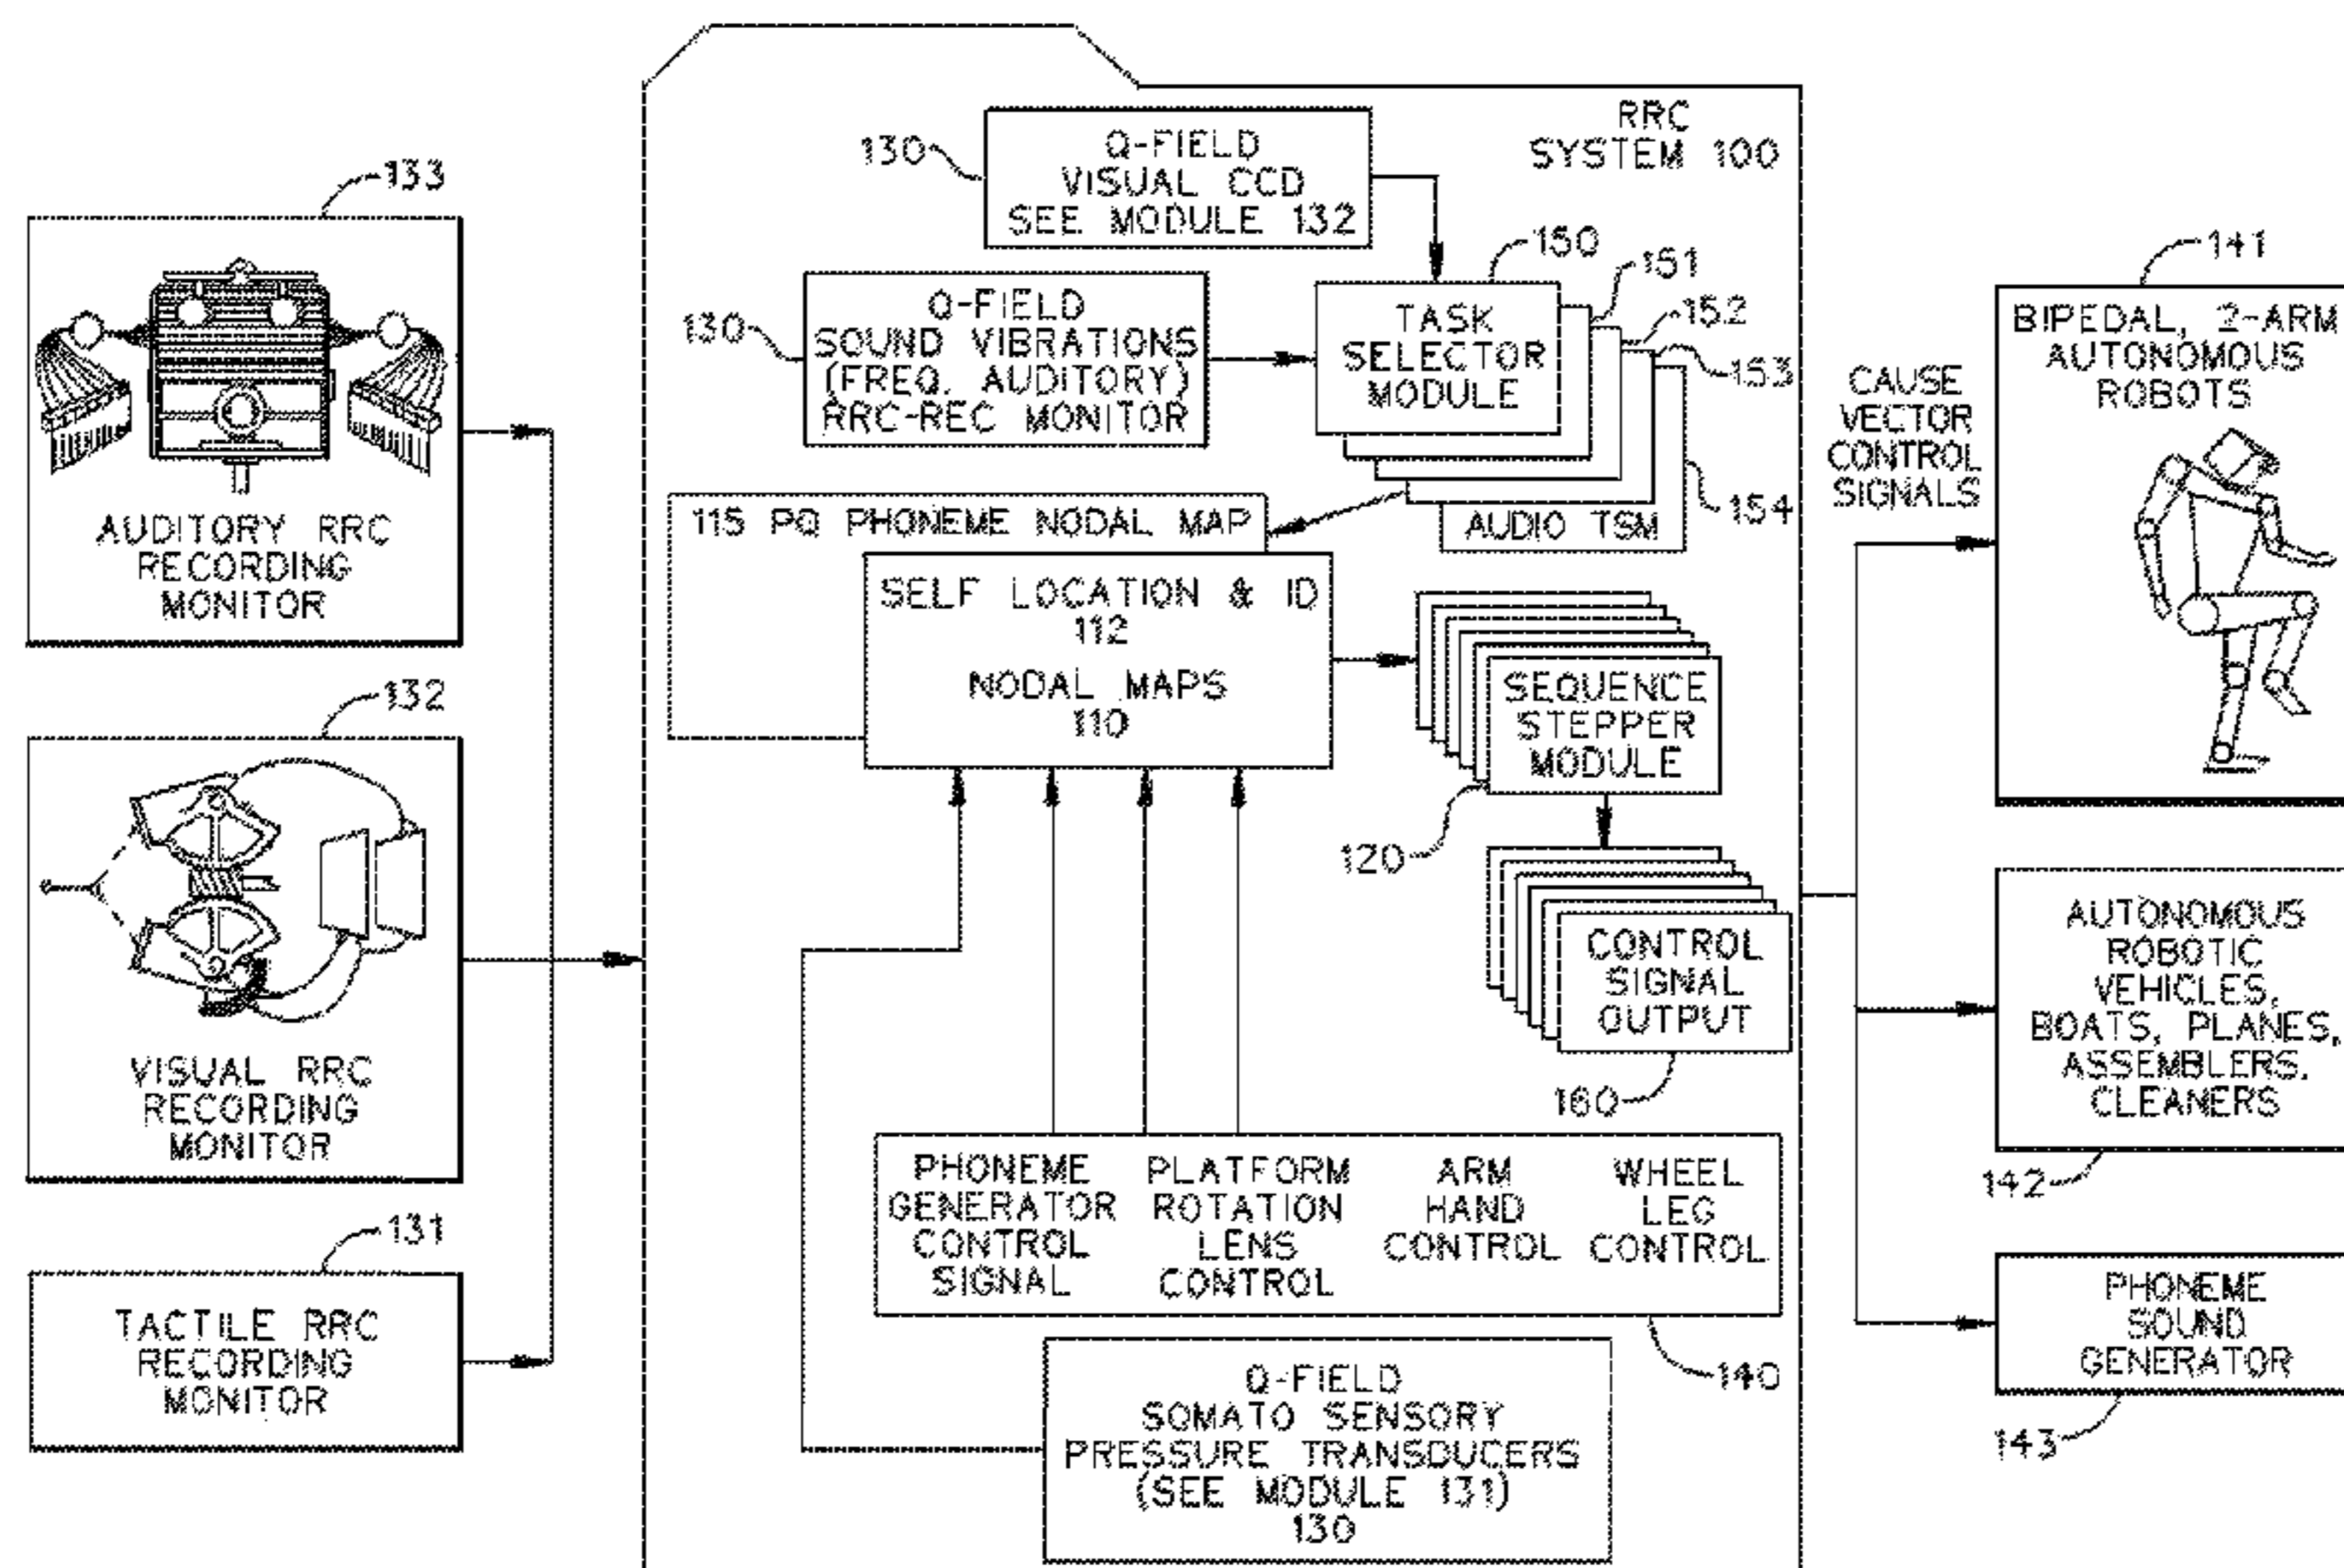 133
AUDITORY RRC
RECORDING
MONITOR
132
VISUAL RRC
RECORDING
MONITOR
131
TACTILE RRC
RECORDING
MONITOR
RRC
SYSTEM 100
130
Q-FIELD
VISUAL CCD
SEE MODULE 132
130
Q-FIELD
SOUND VIBRATIONS
(FREQ. AUDITORY)
RRC-REC MONITOR
150
TASK
SELECTOR
MODULE
151
152
153
154
AUDIO TSM
115 PQ PHONEME NODAL MAP
SELF LOCATION & ID
112
NODAL MAPS
110
SEQUENCE
STEPPER
MODULE
120
CONTROL
SIGNAL
OUTPUT
160
PHONEME
GENERATOR
CONTROL
SIGNAL
PLATFORM
ROTATION
LENS
CONTROL
ARM
HAND
CONTROL
WHEEL
LEG
CONTROL
140
Q-FIELD
SOMATO SENSORY
PRESSURE TRANSDUCERS
(SEE MODULE 131)
130
CAUSE
VECTOR
CONTROL
SIGNALS
141
BIPEDAL, 2-ARM
AUTONOMOUS
ROBOTS
AUTONOMOUS
ROBOTIC
VEHICLES,
BOATS, PLANES,
ASSEMBLERS,
CLEANERS
142
PHONEME
SOUND
GENERATOR
143